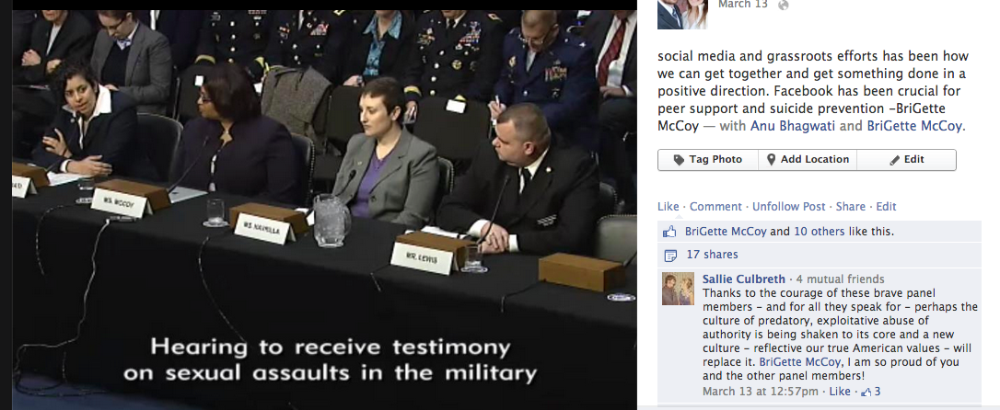 ATI
MS. MCCOY
MR. LEWIS
Hearing to receive testimony
on sexual assaults in the military
March 13
social media and grassroots efforts has been how
we can get together and get something done in a
positive direction. Facebook has been crucial for
peer support and suicide prevention –BriGette
McCoy — with Anu Bhagwati and BriGette McCoy.
Tag Photo Add Location Edit
Like · Comment · Unfollow Post · Share · Edit
BriGette McCoy and 10 others like this.
17 shares
Sallie Culbreth · 4 mutual friends
Thanks to the courage of these brave panel
members – and for all they speak for – perhaps the
culture of predatory, exploitative abuse of
authority is being shaken to its core and a new
culture – reflective our true American values – will
replace it. BriGette McCoy, I am so proud of you
and the other panel members!
March 13 at 12:57pm · Like · 3